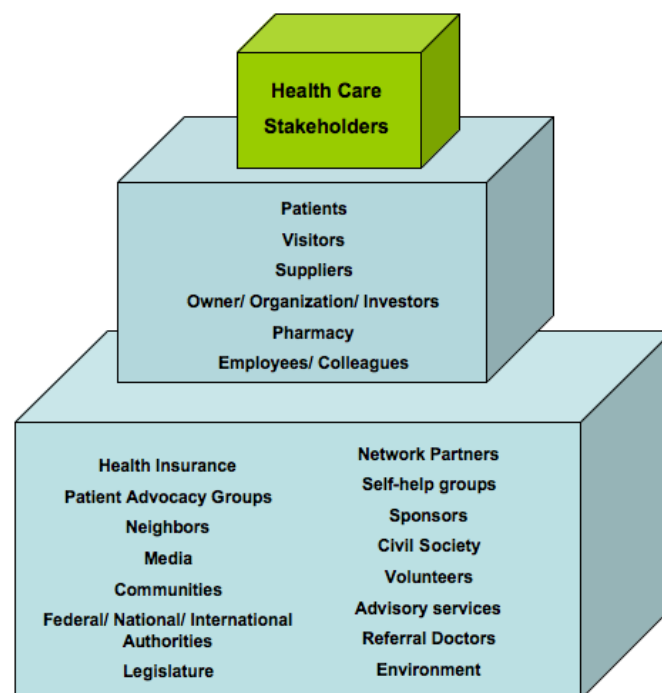 Health Care
Stakeholders
Patients
Visitors
Suppliers
Owner/ Organization/ Investors
Pharmacy
Employees/ Colleagues
Health Insurance
Patient Advocacy Groups
Neighbors
Media
Communities
Federal/ National/ International
Authorities
Legislature
Network Partners
Self-help groups
Sponsors
Civil Society
Volunteers
Advisory services
Referral Doctors
Environment